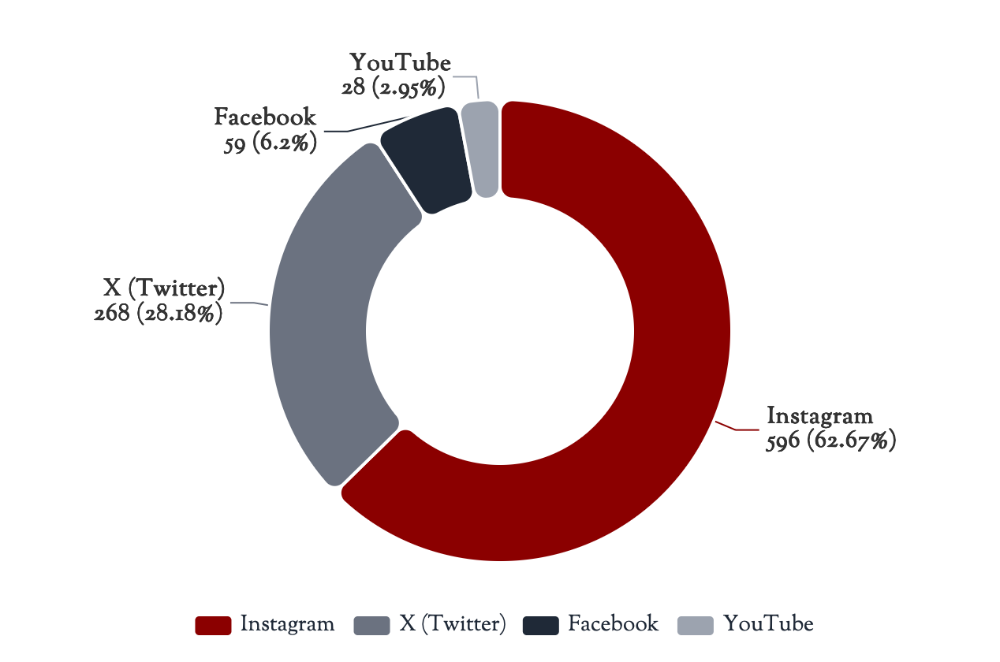 YouTube
28 (2.95%)
Facebook
59 (6.2%)
X (Twitter)
268 (28.18%)
Instagram
596 (62.67%)
Instagram X (Twitter) Facebook YouTube